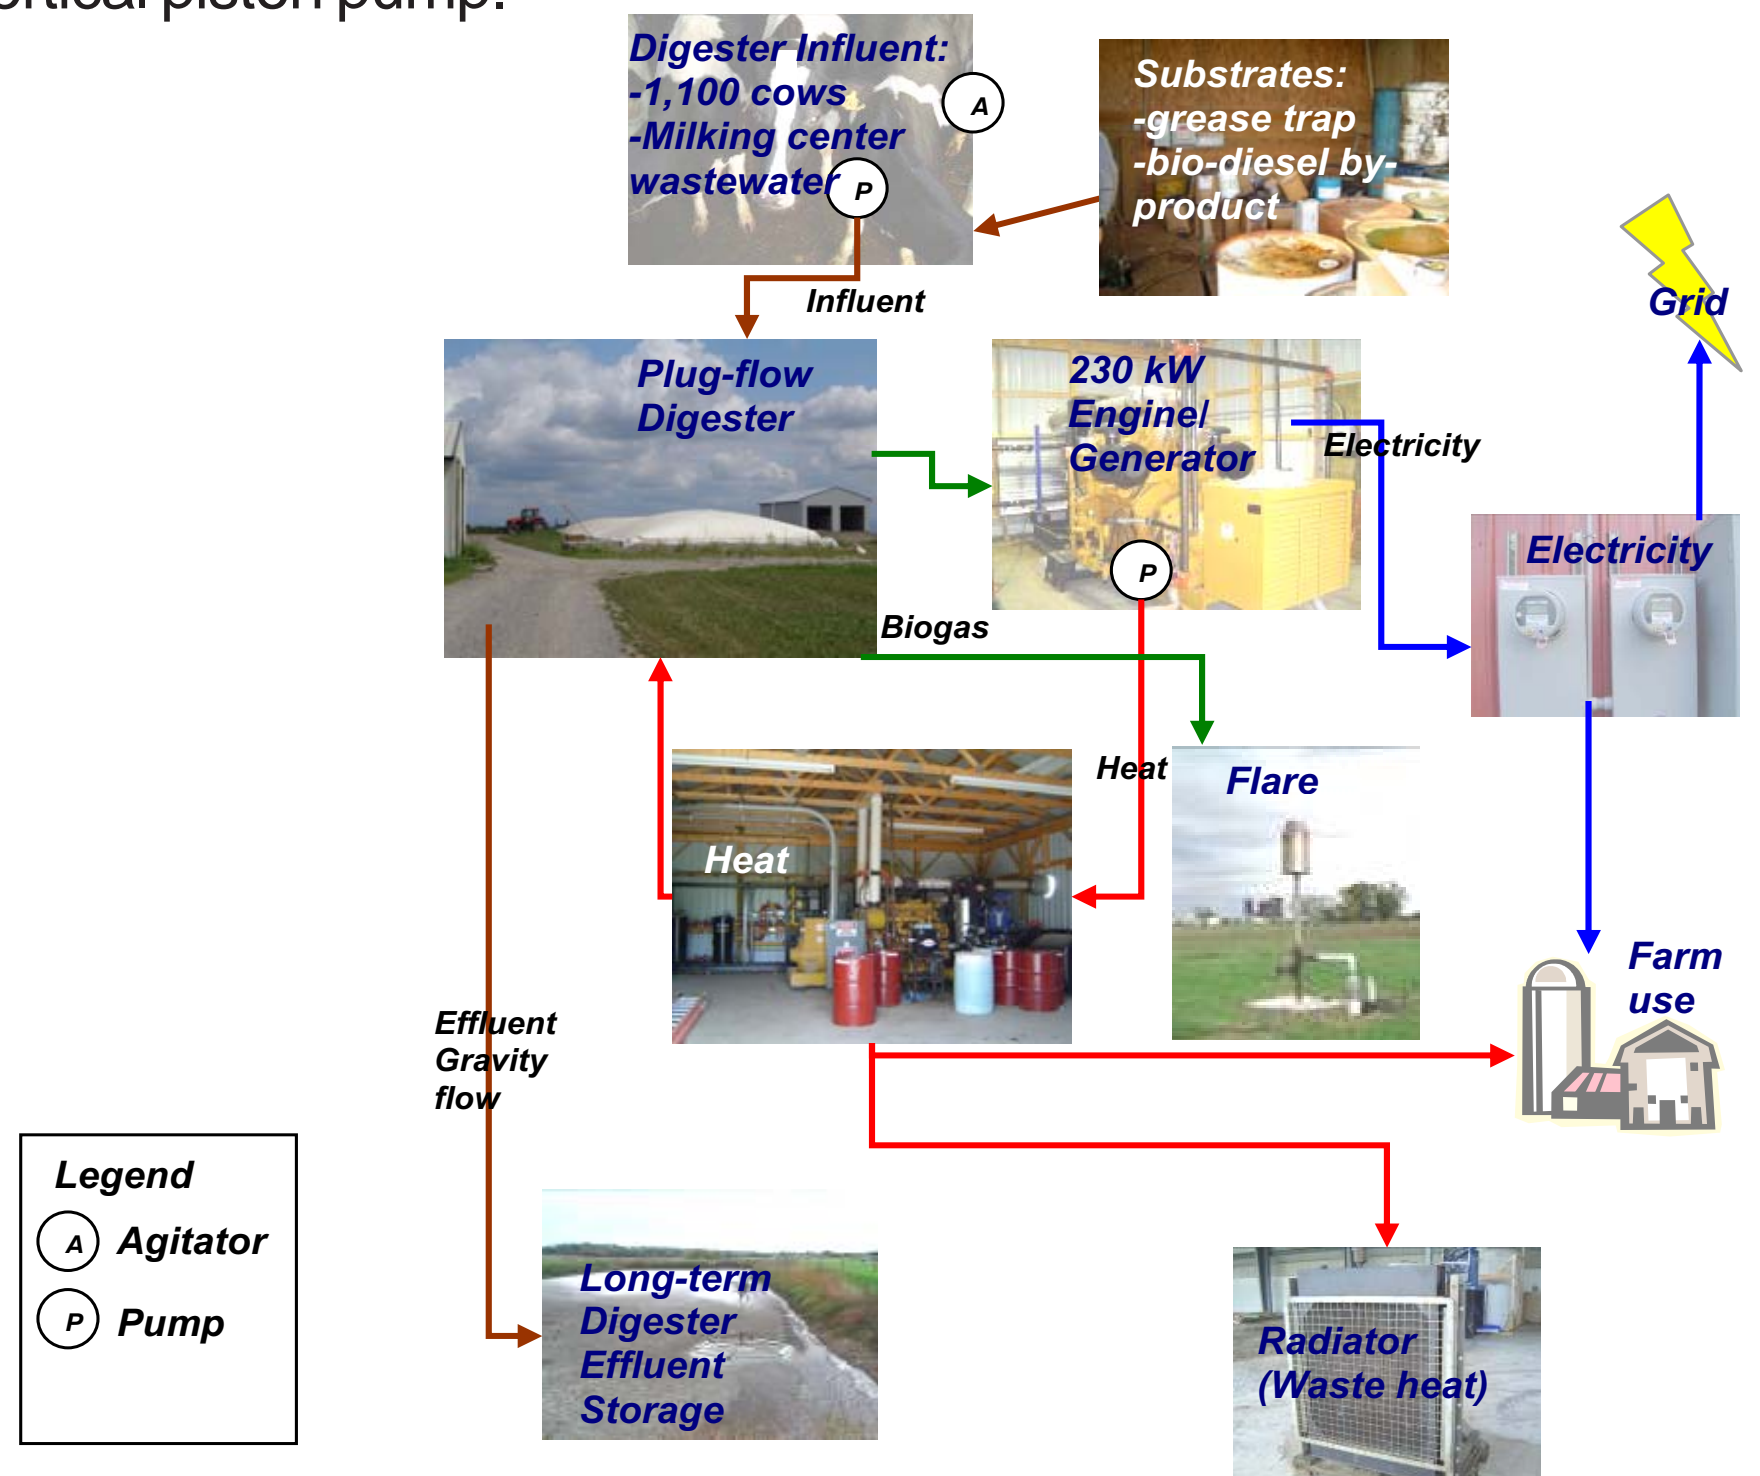 piston pump.
Digester Influent:
-1,100 cows
-Milking center
wastewater
A
P
Substrates:
-grease trap
-bio-diesel by-
product
Influent
Grid
Plug-flow
Digester
230 kW
Engine/
Generator
Electricity
P
Electricity
Biogas
Heat
Flare
Heat
Farm
use
Effluent
Gravity
flow
Legend
A Agitator
P Pump
Long-term
Digester
Effluent
Storage
Radiator
(Waste heat)